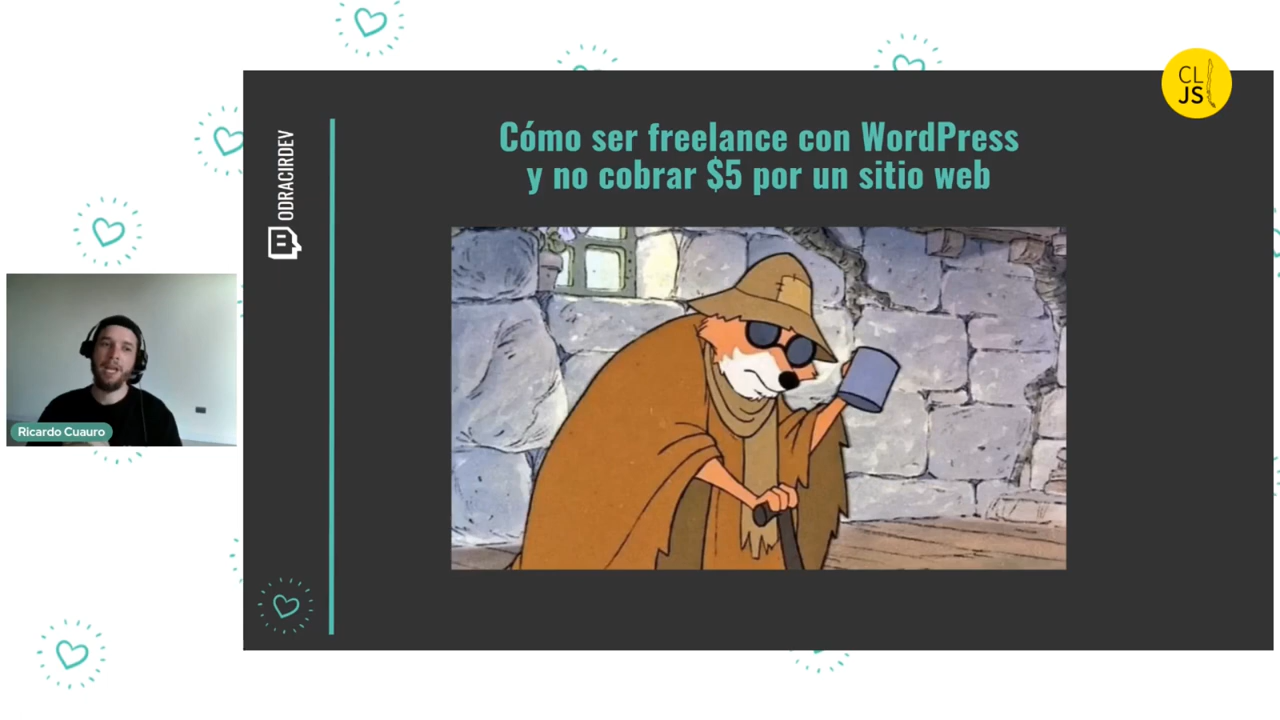 CL
JS
Cómo ser freelance con WordPress
y no cobrar $5 por un sitio web
ODRACIRDEV
Ricardo Cuauro